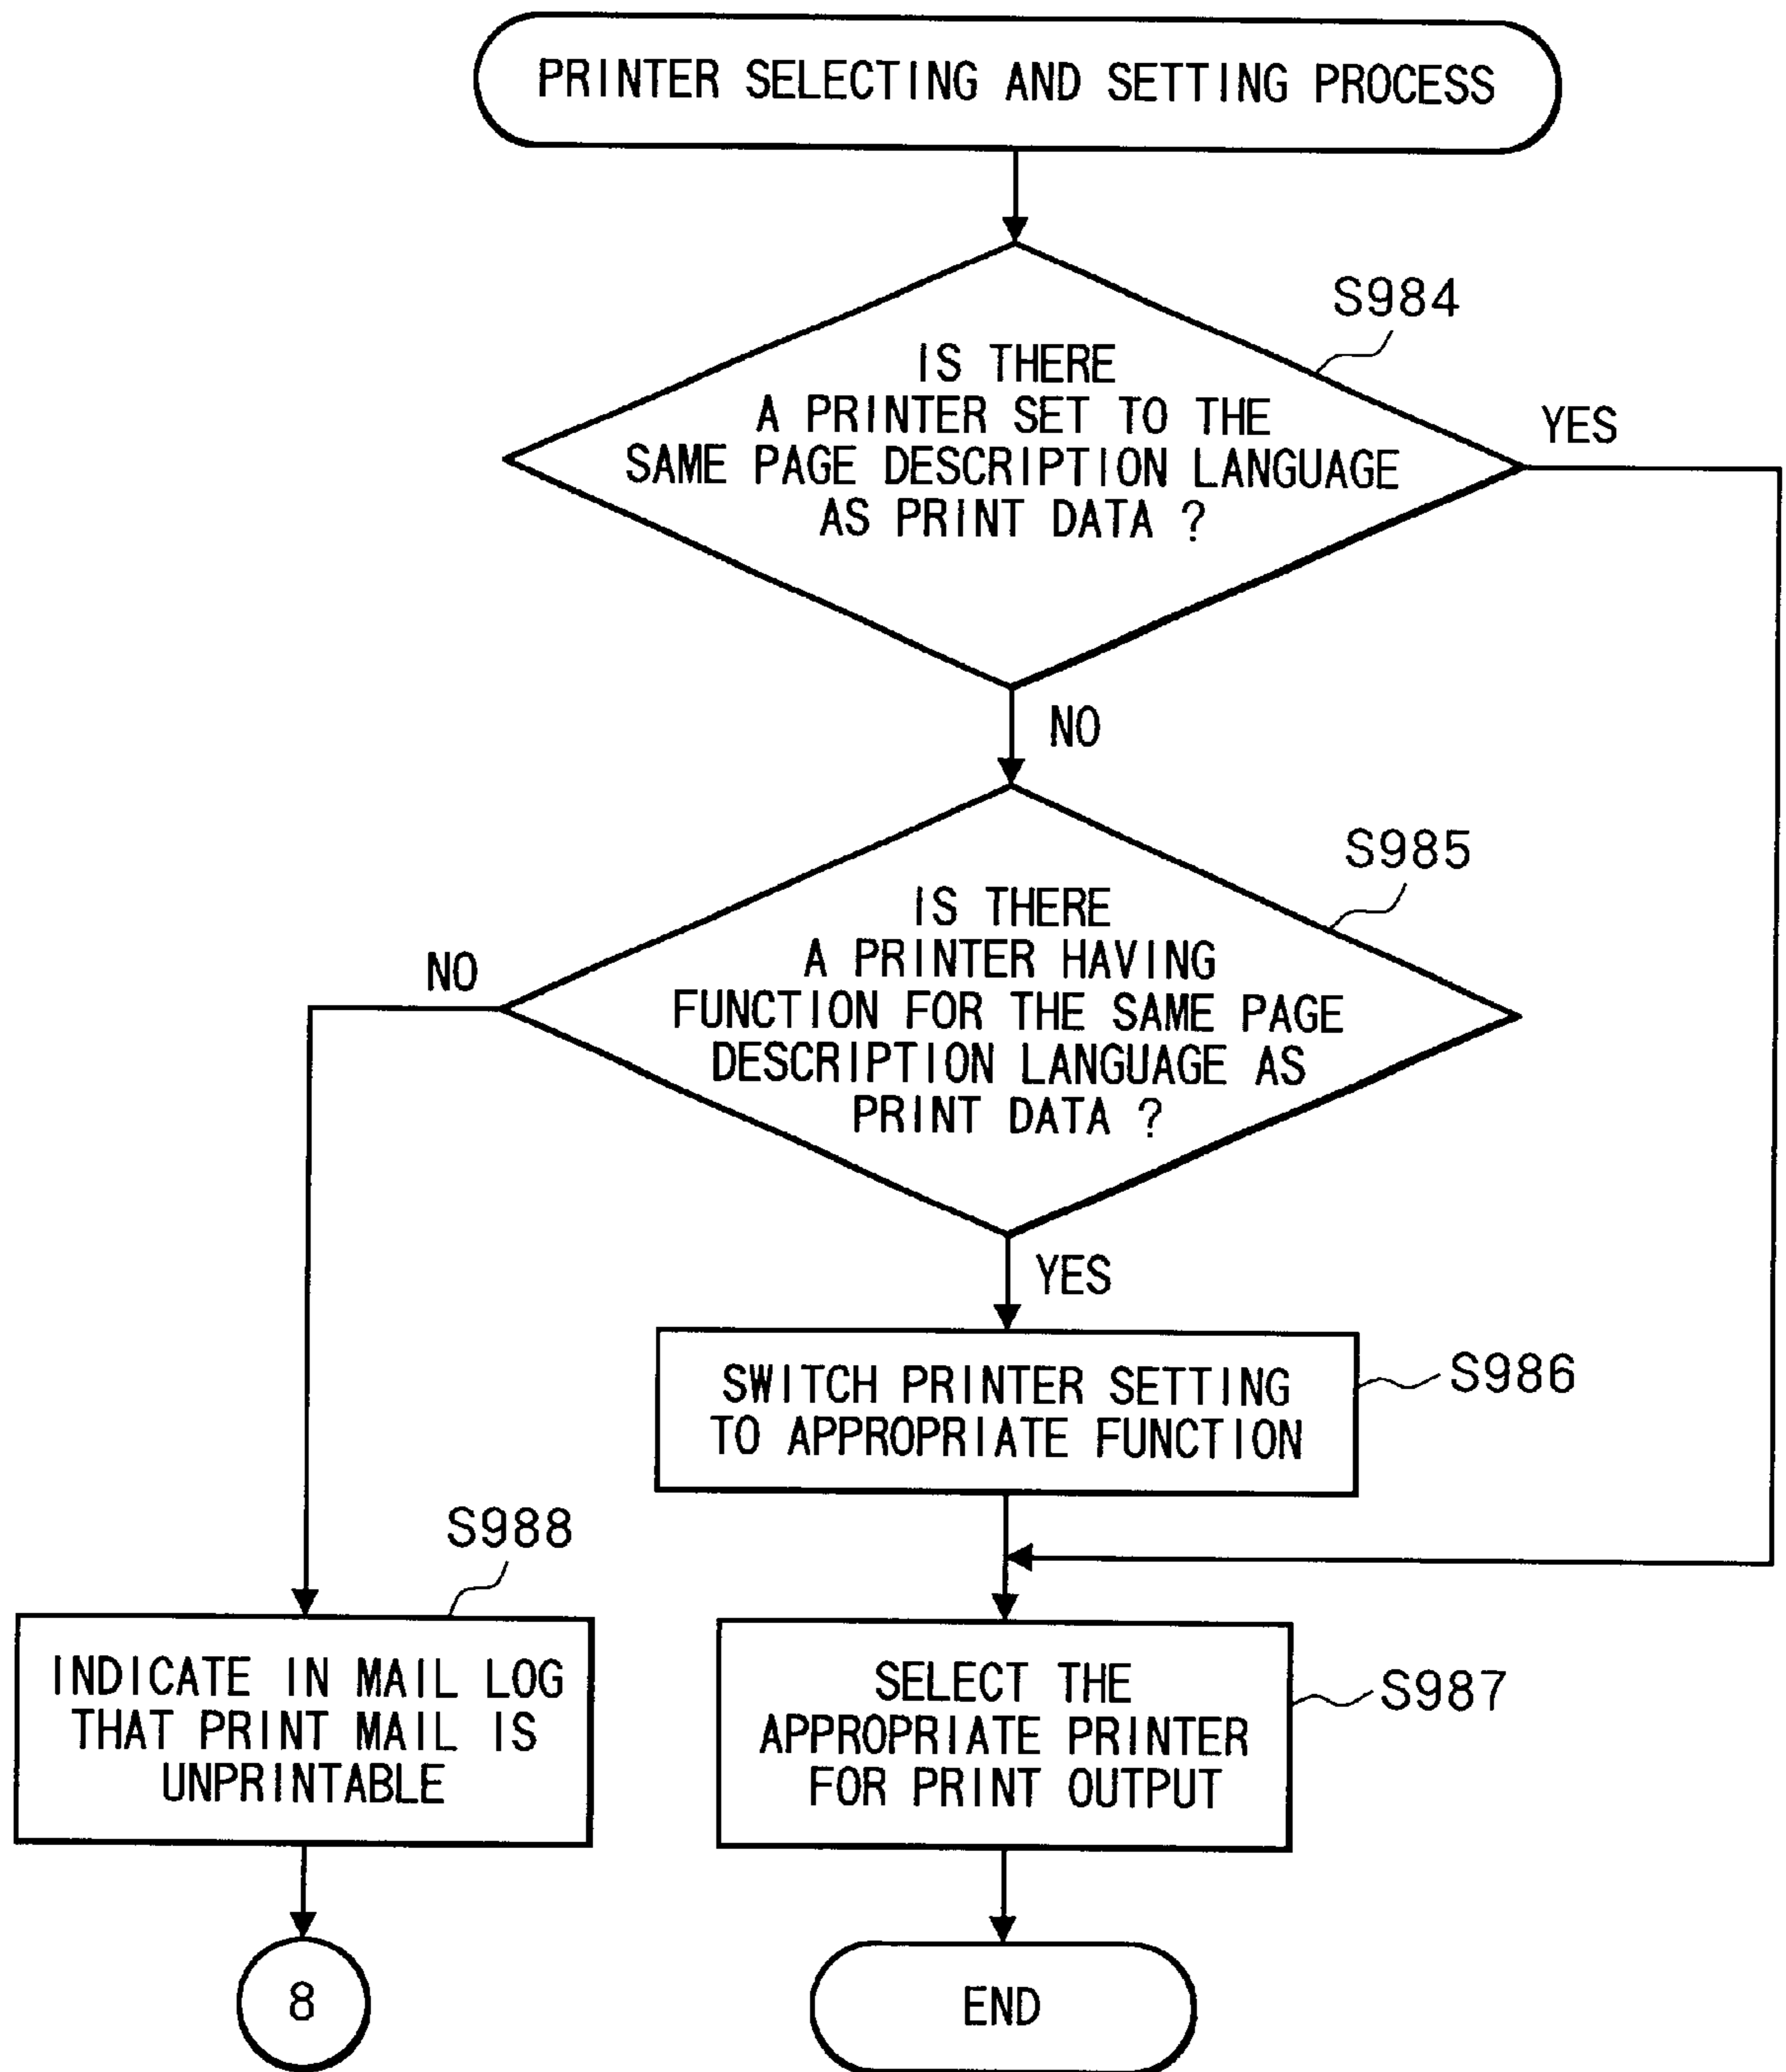 PRINTER SELECTING AND SETTING PROCESS
S984
IS THERE
A PRINTER SET TO THE
SAME PAGE DESCRIPTION LANGUAGE
AS PRINT DATA ?
YES
NO
S985
IS THERE
A PRINTER HAVING
FUNCTION FOR THE SAME PAGE
DESCRIPTION LANGUAGE AS
PRINT DATA ?
NO
YES
SWITCH PRINTER SETTING
TO APPROPRIATE FUNCTION
S986
S988
INDICATE IN MAIL LOG
THAT PRINT MAIL IS
UNPRINTABLE
SELECT THE
APPROPRIATE PRINTER
FOR PRINT OUTPUT
S987
8
END